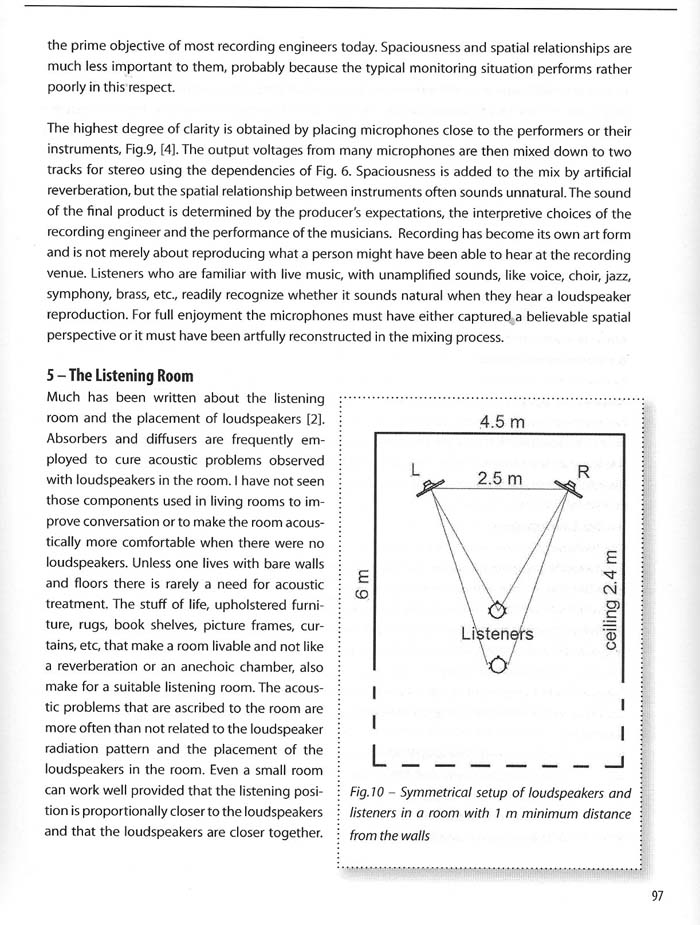 the prime objective of most recording engineers today. Spaciousness and spatial relationships are
much less important to them, probably because the typical monitoring situation performs rather
poorly in this respect.
The highest degree of clarity is obtained by placing microphones close to the performers or their
instruments, Fig.9, [4]. The output voltages from many microphones are then mixed down to two
tracks for stereo using the dependencies of Fig. 6. Spaciousness is added to the mix by artificial
reverberation, but the spatial relationship between instruments often sounds unnatural. The sound
of the final product is determined by the producer's expectations, the interpretive choices of the
recording engineer and the performance of the musicians. Recording has become its own art form
and is not merely about reproducing what a person might have been able to hear at the recording
venue. Listeners who are familiar with live music, with unamplified sounds, like voice, choir, jazz,
symphony, brass, etc., readily recognize whether it sounds natural when they hear a loudspeaker
reproduction. For full enjoyment the microphones must have either captured a believable spatial
perspective or it must have been artfully reconstructed in the mixing process.
5 – The Listening Room
Much has been written about the listening
room and the placement of loudspeakers [2].
Absorbers and diffusers are frequently em-
ployed to cure acoustic problems observed
with loudspeakers in the room. I have not seen
those components used in living rooms to im-
prove conversation or to make the room acous-
tically more comfortable when there were no
loudspeakers. Unless one lives with bare walls
and floors there is rarely a need for acoustic
treatment. The stuff of life, upholstered furni-
ture, rugs, book shelves, picture frames, cur-
tains, etc, that make a room livable and not like
a reverberation or an anechoic chamber, also
make for a suitable listening room. The acous-
tic problems that are ascribed to the room are
more often than not related to the loudspeaker
radiation pattern and the placement of the
loudspeakers in the room. Even a small room
can work well provided that the listening posi-
tion is proportionally closer to the loudspeakers
and that the loudspeakers are closer together.
4.5 m
L
2.5 m
R
6 m
ceiling 2.4 m
Listeners
Fig.10 – Symmetrical setup of loudspeakers and
listeners in a room with 1 m minimum distance
from the walls
97